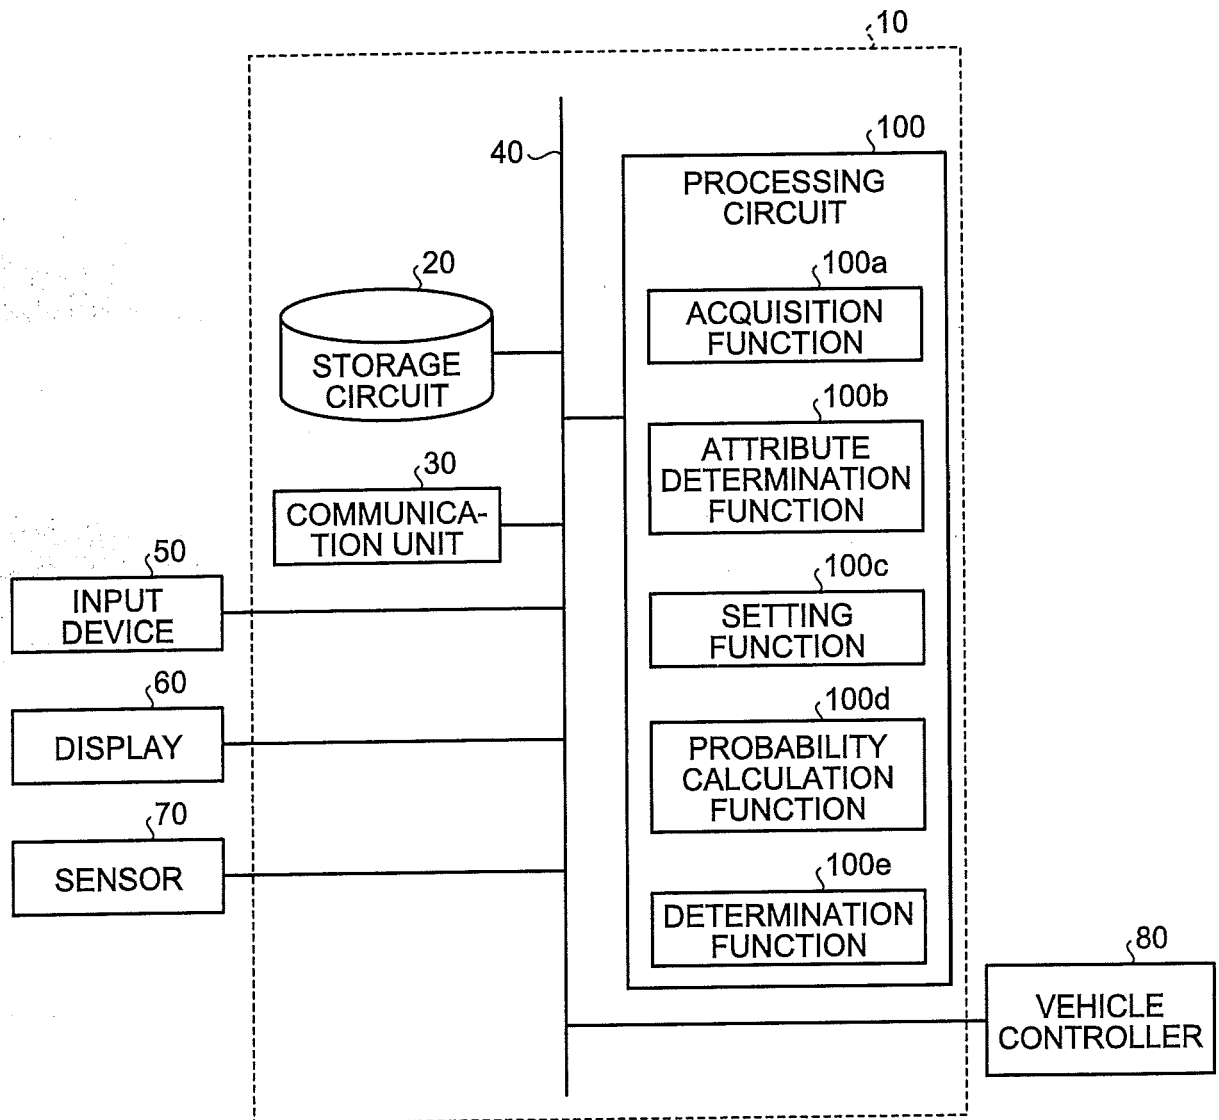 10
100
40
PROCESSING
CIRCUIT
20
100a
ACQUISITION
FUNCTION
STORAGE
CIRCUIT
100b
ATTRIBUTE
DETERMINATION
FUNCTION
30
COMMUNICA-
TION UNIT
50
INPUT
DEVICE
100c
SETTING
FUNCTION
60
DISPLAY
100d
PROBABILITY
CALCULATION
FUNCTION
70
SENSOR
100e
DETERMINATION
FUNCTION
80
VEHICLE
CONTROLLER